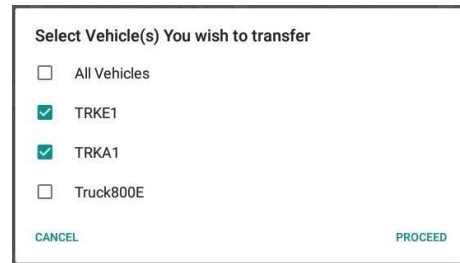 Select Vehicle(s) You wish to transfer
All Vehicles
TRKE1
TRKA1
Truck800E
CANCEL PROCEED